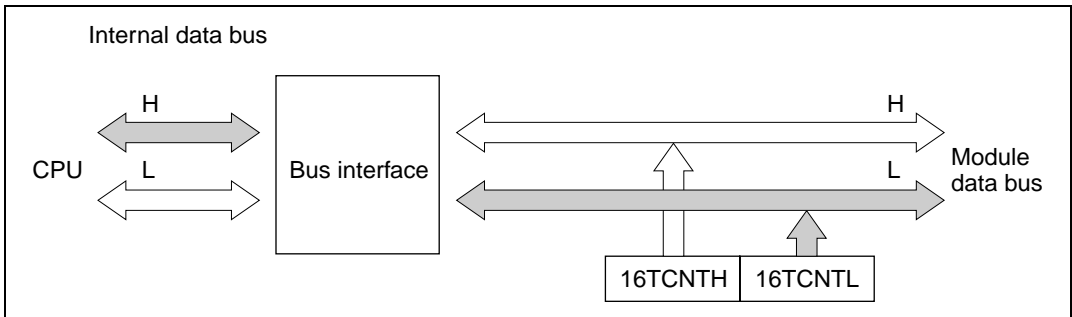 Internal data bus
H
H
CPU
L
Bus interface
L
Module
data bus
16TCNTH
16TCNTL